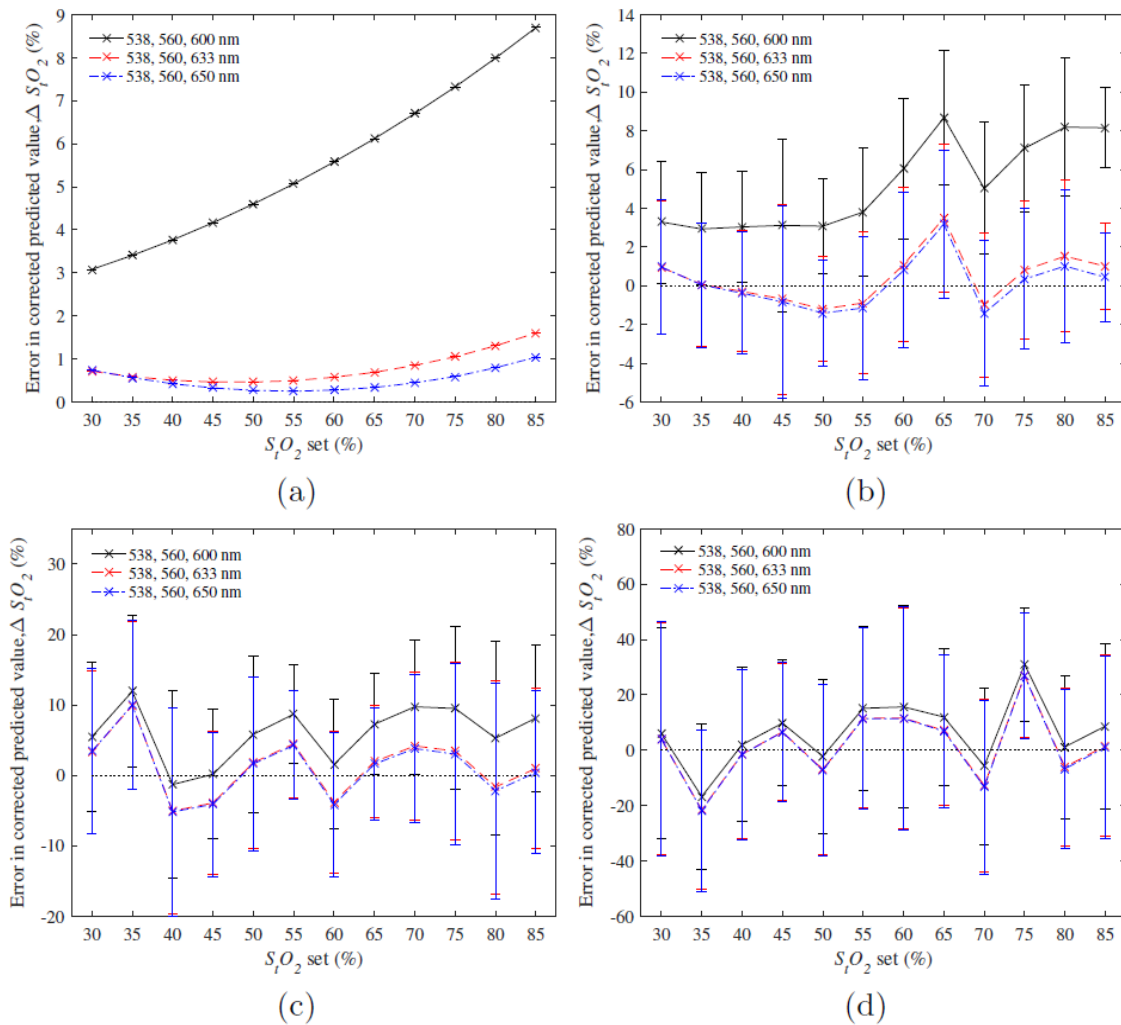 9
8
7
6
5
4
3
2
1
0
Error in corrected predicted value, Δ StO2 (%)
538, 560, 600 nm
538, 560, 633 nm
538, 560, 650 nm
30 35 40 45 50 55 60 65 70 75 80 85
StO2 set (%)
(a)
14
12
10
8
6
4
2
0
-2
-4
-6
Error in corrected predicted value, Δ StO2 (%)
538, 560, 600 nm
538, 560, 633 nm
538, 560, 650 nm
30 35 40 45 50 55 60 65 70 75 80 85
StO2 set (%)
(b)
30
20
10
0
-10
-20
Error in corrected predicted value, Δ StO2 (%)
538, 560, 600 nm
538, 560, 633 nm
538, 560, 650 nm
30 35 40 45 50 55 60 65 70 75 80 85
StO2 set (%)
(c)
80
60
40
20
0
-20
-40
-60
Error in corrected predicted value, Δ StO2 (%)
538, 560, 600 nm
538, 560, 633 nm
538, 560, 650 nm
30 35 40 45 50 55 60 65 70 75 80 85
StO2 set (%)
(d)